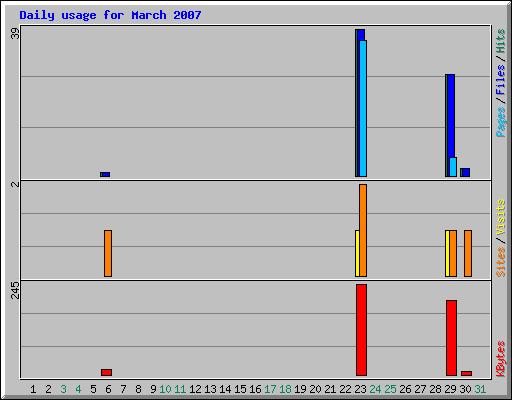 Daily usage for March 2007
39
2
245
Pages / Files / Hits
Sites / Visits
KBytes
1 2 3 4 5 6 7 8 9 10 11 12 13 14 15 16 17 18 19 20 21 22 23 24 25 26 27 28 29 30 31